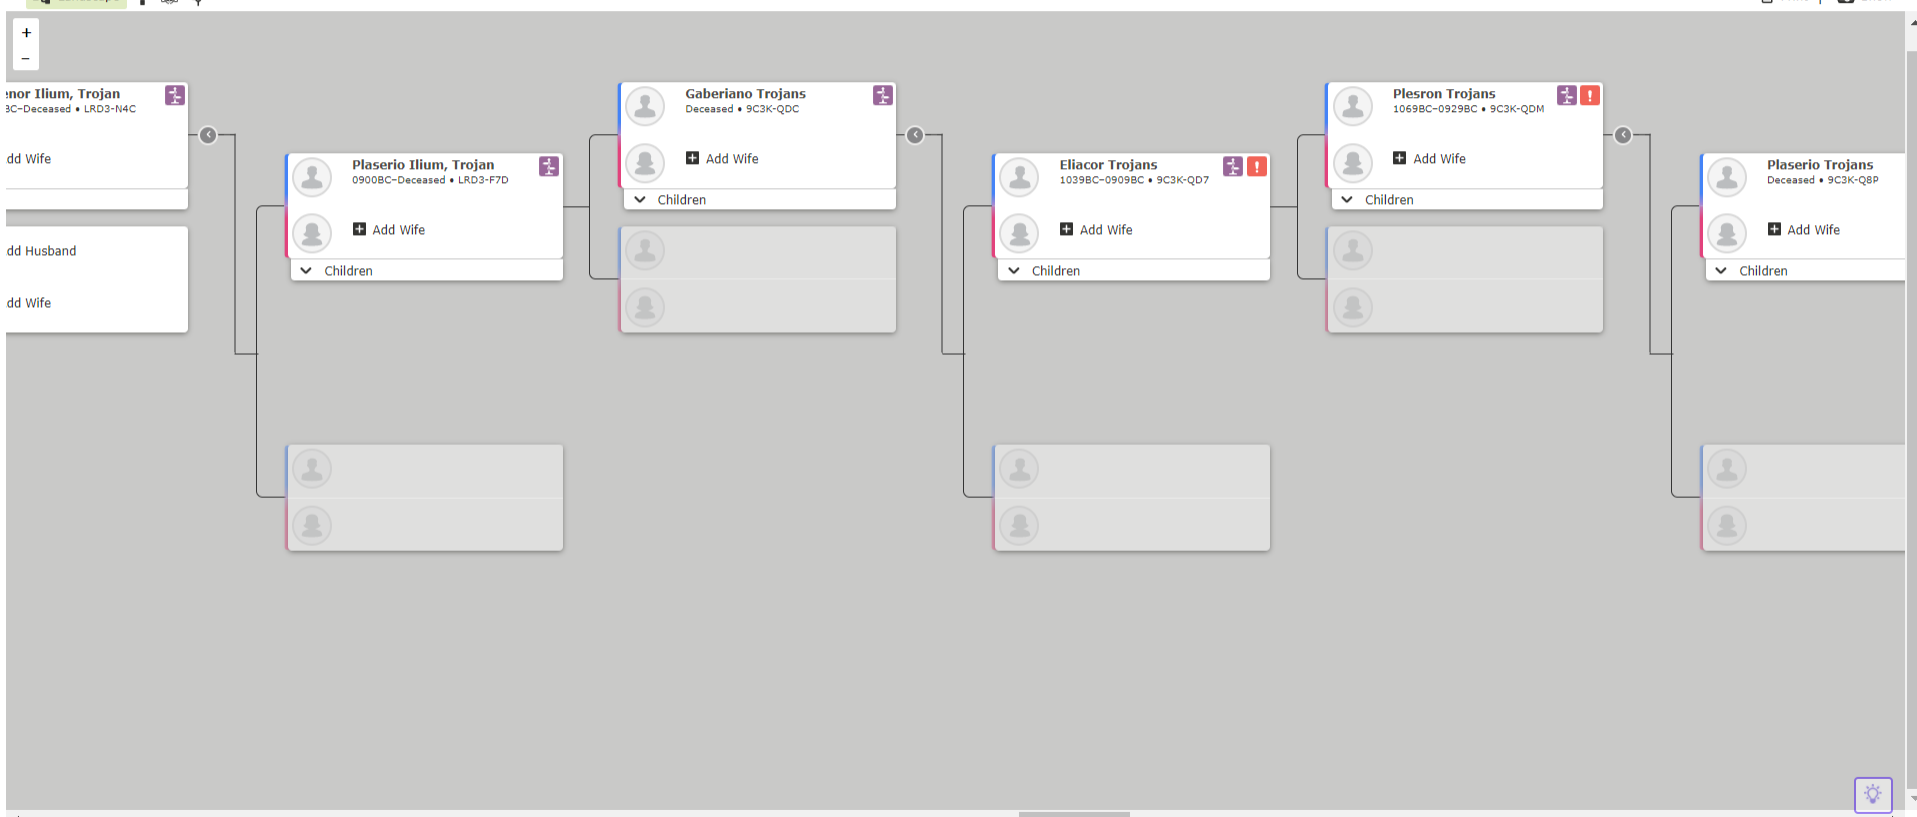 +
−
enor Ilium, Trojan
BC–Deceased • LRD3-N4C
dd Wife
dd Husband
dd Wife
Plaserio Ilium, Trojan
0900BC–Deceased • LRD3-F7D
Add Wife
Children
Gaberiano Trojans
Deceased • 9C3K-QDC
Add Wife
Children
Eliacor Trojans
1039BC–0909BC • 9C3K-QD7
Add Wife
Children
Plesron Trojans
1069BC–0929BC • 9C3K-QDM
Add Wife
Children
Plaserio Trojans
Deceased • 9C3K-Q8P
Add Wife
Children